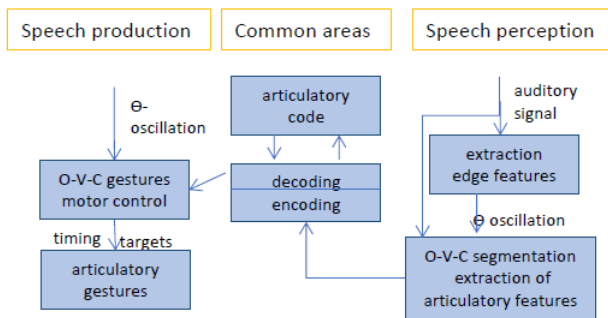 Speech production
Common areas
Speech perception
ϴ-
oscillation
articulatory
code
auditory
signal
extraction
edge features
O-V-C gestures
motor control
decoding
encoding
ϴ oscillation
timing
targets
articulatory
gestures
O-V-C segmentation
extraction of
articulatory features